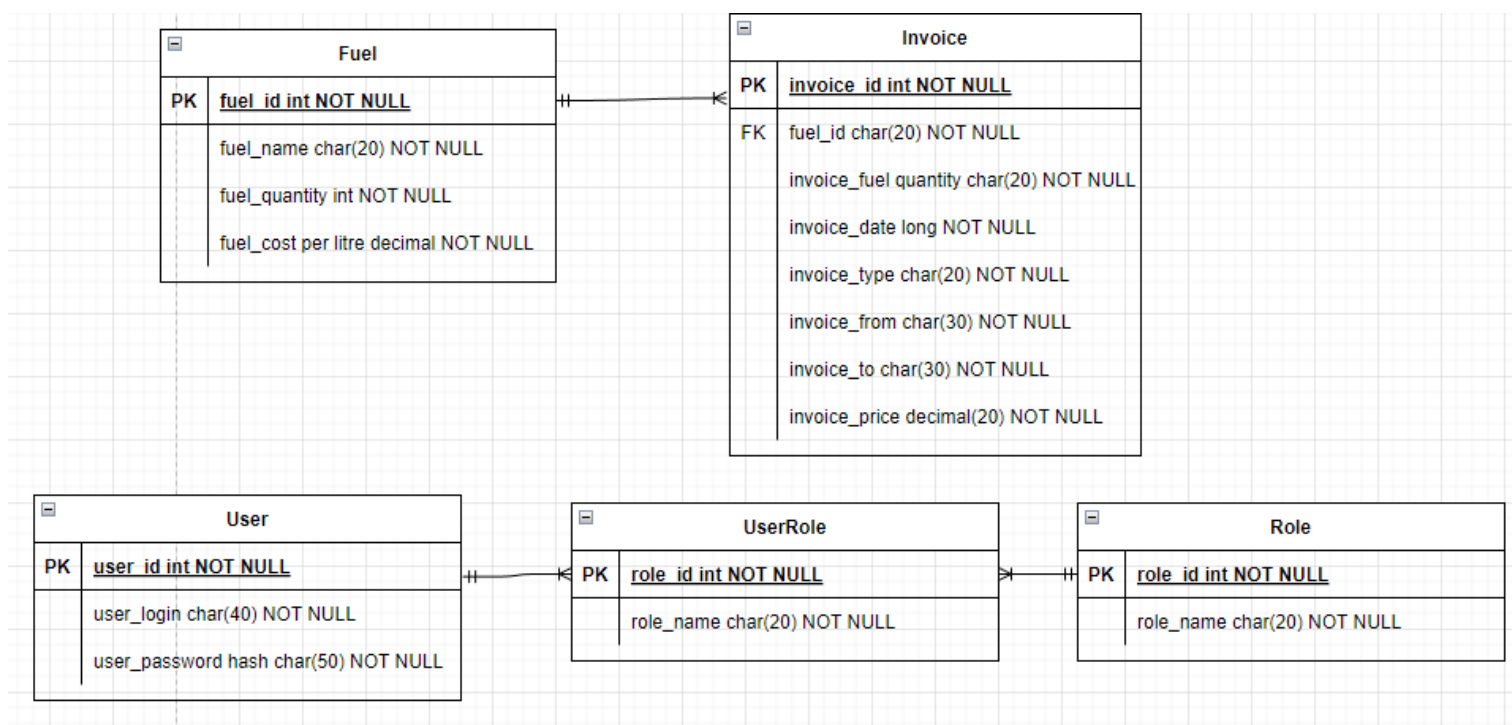 Fuel
PK fuel_id int NOT NULL
fuel_name char(20) NOT NULL
fuel_quantity int NOT NULL
fuel_cost per litre decimal NOT NULL
Invoice
PK invoice_id int NOT NULL
FK fuel_id char(20) NOT NULL
invoice_fuel quantity char(20) NOT NULL
invoice_date long NOT NULL
invoice_type char(20) NOT NULL
invoice_from char(30) NOT NULL
invoice_to char(30) NOT NULL
invoice_price decimal(20) NOT NULL
User
PK user_id int NOT NULL
user_login char(40) NOT NULL
user_password hash char(50) NOT NULL
UserRole
PK role_id int NOT NULL
role_name char(20) NOT NULL
Role
PK role_id int NOT NULL
role_name char(20) NOT NULL